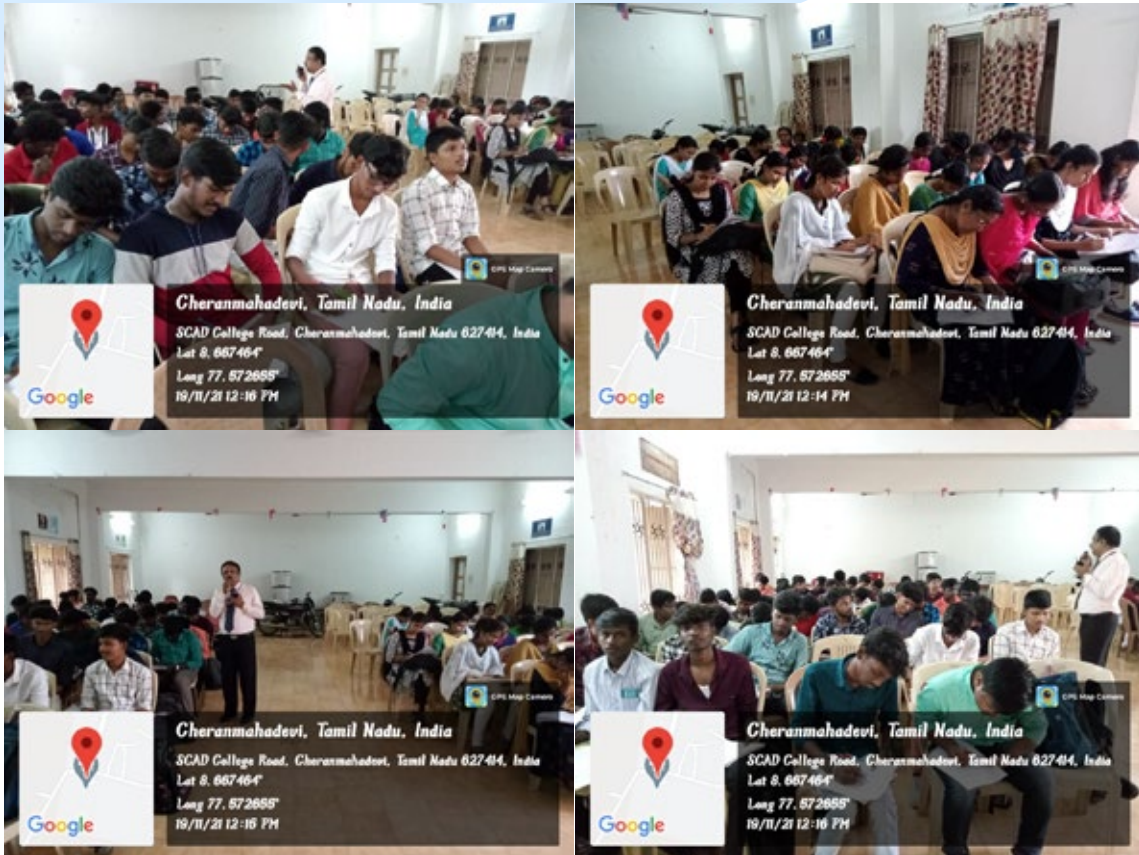 GPS Map Camera
Cheranmahadevi, Tamil Nadu, India
SCAD College Road, Cheranmahadevi, Tamil Nadu 627414, India
Lat 8.667464°
Long 77.572655°
19/11/21 12:16 PM
Google
GPS Map Camera
Cheranmahadevi, Tamil Nadu, India
SCAD College Road, Cheranmahadevi, Tamil Nadu 627414, India
Lat 8.667464°
Long 77.572655°
19/11/21 12:14 PM
Google
GPS Map Camera
Cheranmahadevi, Tamil Nadu, India
SCAD College Road, Cheranmahadevi, Tamil Nadu 627414, India
Lat 8.667464°
Long 77.572655°
19/11/21 12:15 PM
Google
GPS Map Camera
Cheranmahadevi, Tamil Nadu, India
SCAD College Road, Cheranmahadevi, Tamil Nadu 627414, India
Lat 8.667464°
Long 77.572655°
19/11/21 12:16 PM
Google